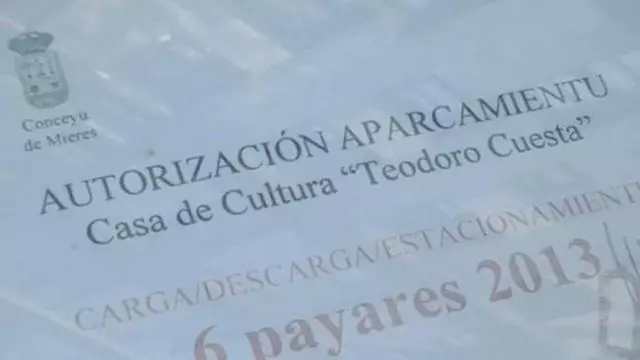 Conceyu
de Mieres
AUTORIZACIÓN APARCAMIENTU
Casa de Cultura “Teodoro Cuesta”
CARGA/DESCARGA/ESTACIONAMIENT
6 payares 2013